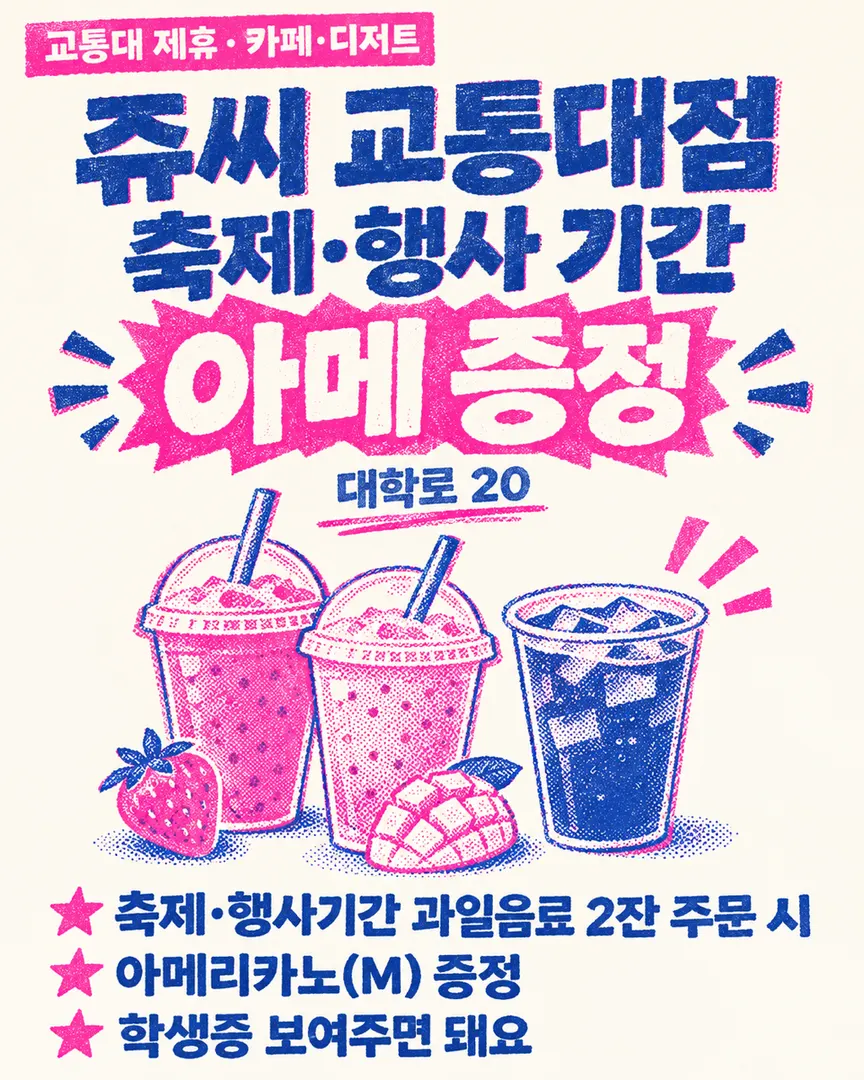 교통대 제휴 · 카페·디저트
쥬씨 교통대점
축제·행사 기간
아메 증정
대학로 20
축제·행사기간 과일음료 2잔 주문 시
아메리카노(M) 증정
학생증 보여주면 돼요